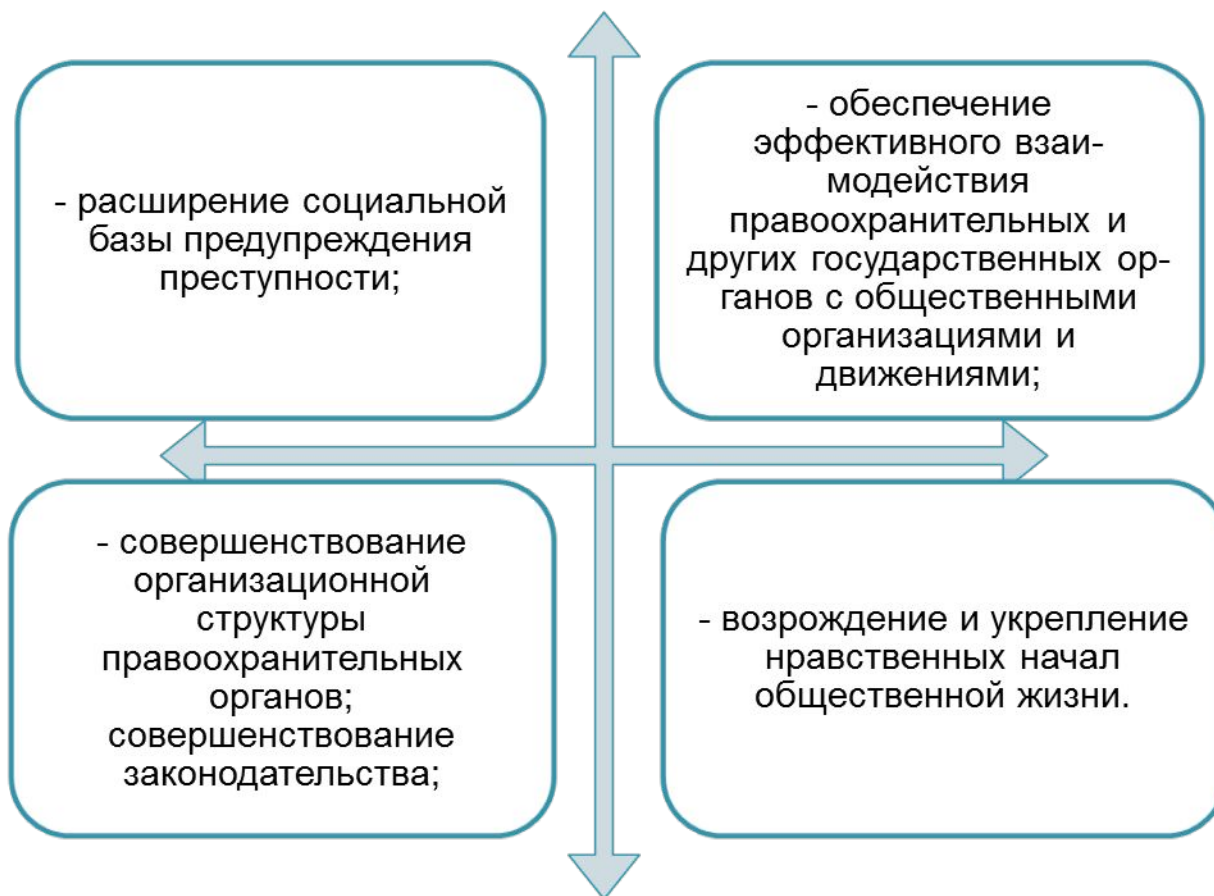 - расширение социальной
базы предупреждения
преступности;
- обеспечение
эффективного взаи-
модействия
правоохранительных и
других государственных ор-
ганов с общественными
организациями и
движениями;
- совершенствование
организационной
структуры
правоохранительных
органов;
совершенствование
законодательства;
- возрождение и укрепление
нравственных начал
общественной жизни.